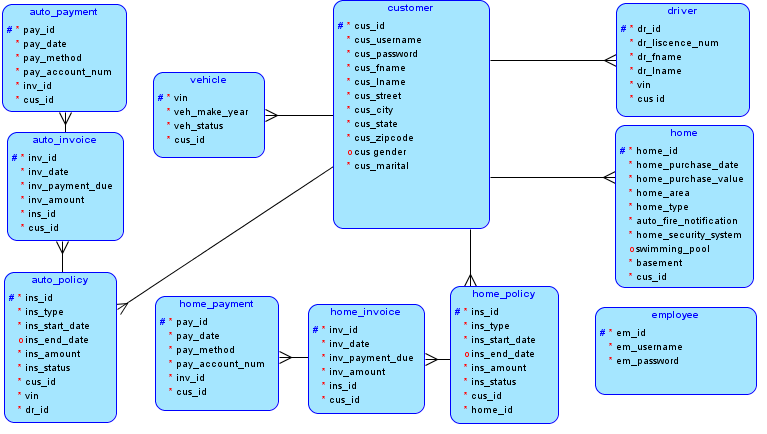 auto_payment
# * pay_id
* pay_date
* pay_method
* pay_account_num
* inv_id
* cus_id
customer
# * cus_id
* cus_username
* cus_password
* cus_fname
* cus_lname
* cus_street
* cus_city
* cus_state
* cus_zipcode
o cus gender
* cus_marital
driver
# * dr_id
* dr_liscence_num
* dr_fname
* dr_lname
* vin
* cus id
vehicle
# * vin
* veh_make_year
* veh_status
* cus_id
auto_invoice
# * inv_id
* inv_date
* inv_payment_due
* inv_amount
* ins_id
* cus_id
home
# * home_id
* home_purchase_date
* home_purchase_value
* home_area
* home_type
* auto_fire_notification
* home_security_system
o swimming_pool
* basement
* cus_id
auto_policy
# * ins_id
* ins_type
* ins_start_date
o ins_end_date
* ins_amount
* ins_status
* cus_id
* vin
* dr_id
home_payment
# * pay_id
* pay_date
* pay_method
* pay_account_num
* inv_id
* cus_id
home_invoice
# * inv_id
* inv_date
* inv_payment_due
* inv_amount
* ins_id
* cus_id
home_policy
# * ins_id
* ins_type
* ins_start_date
o ins_end_date
* ins_amount
* ins_status
* cus_id
* home_id
employee
# * em_id
* em_username
* em_password